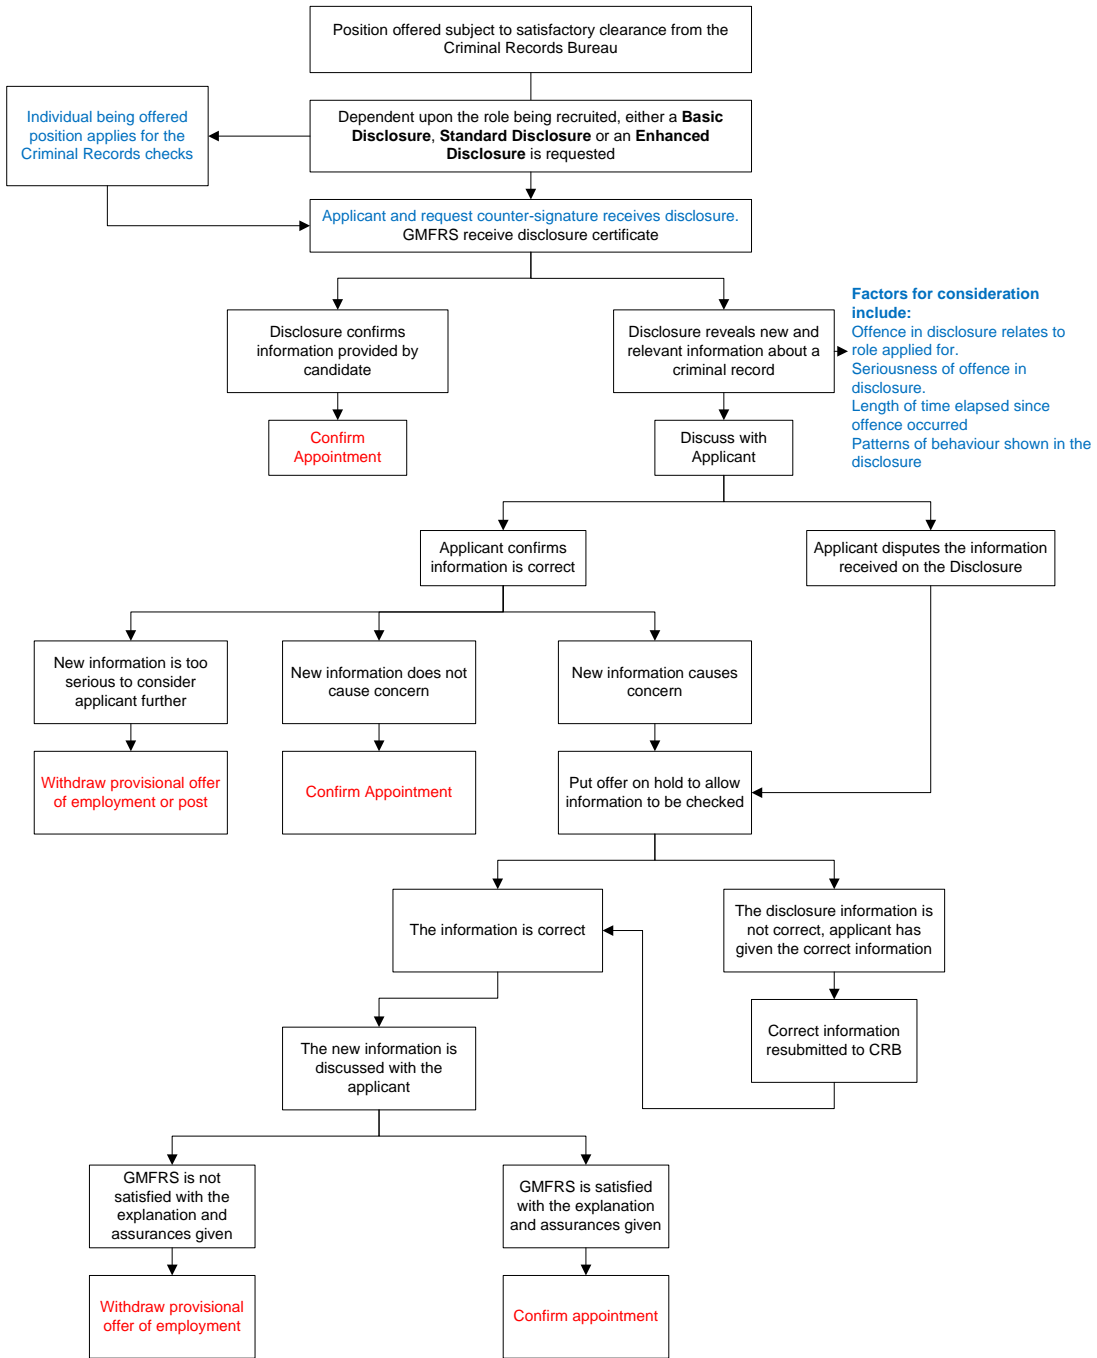 Position offered subject to satisfactory clearance from the
Criminal Records Bureau
Individual being offered
position applies for the
Criminal Records checks
Dependent upon the role being recruited, either a Basic
Disclosure, Standard Disclosure or an Enhanced
Disclosure is requested
Applicant and request counter-signature receives disclosure.
GMFRS receive disclosure certificate
Disclosure confirms
information provided by
candidate
Disclosure reveals new and
relevant information about a
criminal record
Factors for consideration
include:
Offence in disclosure relates to
role applied for.
Seriousness of offence in
disclosure.
Length of time elapsed since
offence occurred
Patterns of behaviour shown in the
disclosure
Confirm
Appointment
Discuss with
Applicant
Applicant confirms
information is correct
Applicant disputes the information
received on the Disclosure
New information is too
serious to consider
applicant further
New information does not
cause concern
New information causes
concern
Withdraw provisional offer
of employment or post
Confirm Appointment
Put offer on hold to allow
information to be checked
The information is correct
The disclosure information is
not correct, applicant has
given the correct information
The new information is
discussed with the
applicant
Correct information
resubmitted to CRB
GMFRS is not
satisfied with the
explanation and
assurances given
GMFRS is satisfied
with the explanation
and assurances given
Withdraw provisional
offer of employment
Confirm appointment